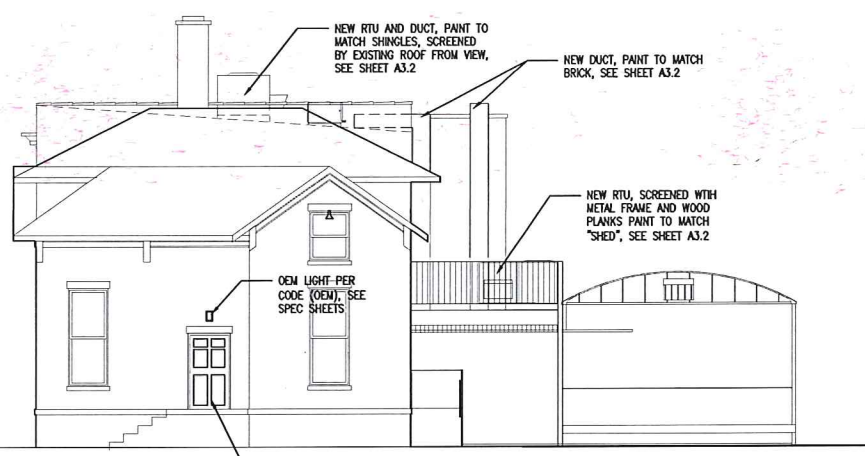 NEW RTU AND DUCT, PAINT TO
MATCH SHINGLES, SCREENED
BY EXISTING ROOF FROM VIEW,
SEE SHEET A3.2
NEW DUCT, PAINT TO MATCH
BRICK, SEE SHEET A3.2
NEW RTU, SCREENED WTIH
METAL FRAME AND WOOD
PLANKS PAINT TO MATCH
"SHED", SEE SHEET A3.2
OEM LIGHT PER
CODE (OEM), SEE
SPEC SHEETS